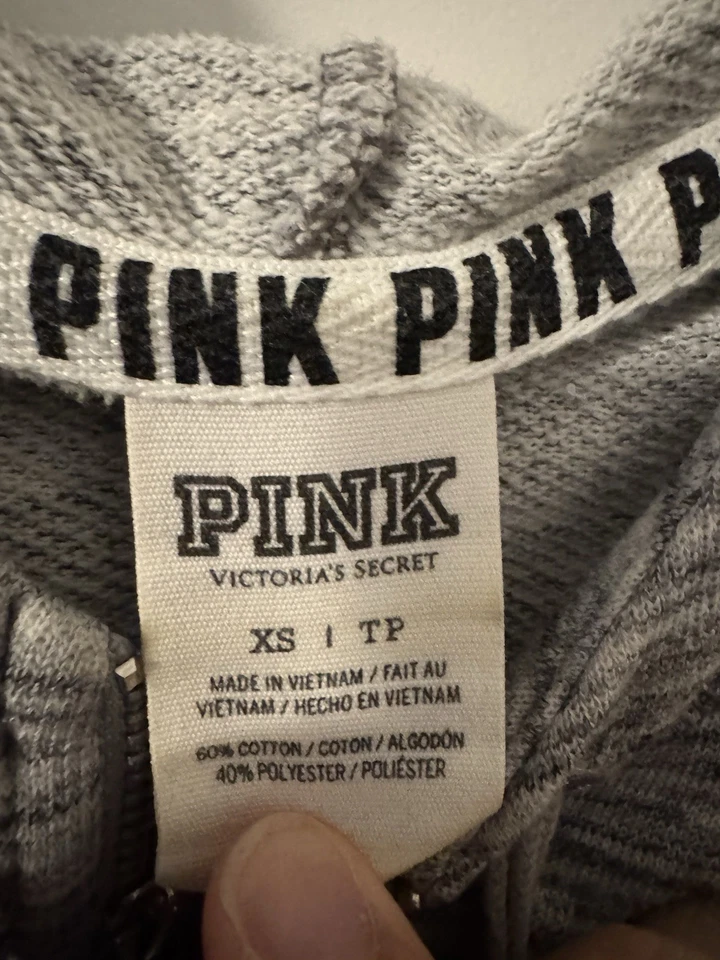 PINK PINK P
PINK
VICTORIA'S SECRET
XS | TP
MADE IN VIETNAM / FAIT AU
VIETNAM / HECHO EN VIETNAM
60% COTTON / COTON / ALGODÓN
40% POLYESTER / POLIÉSTER